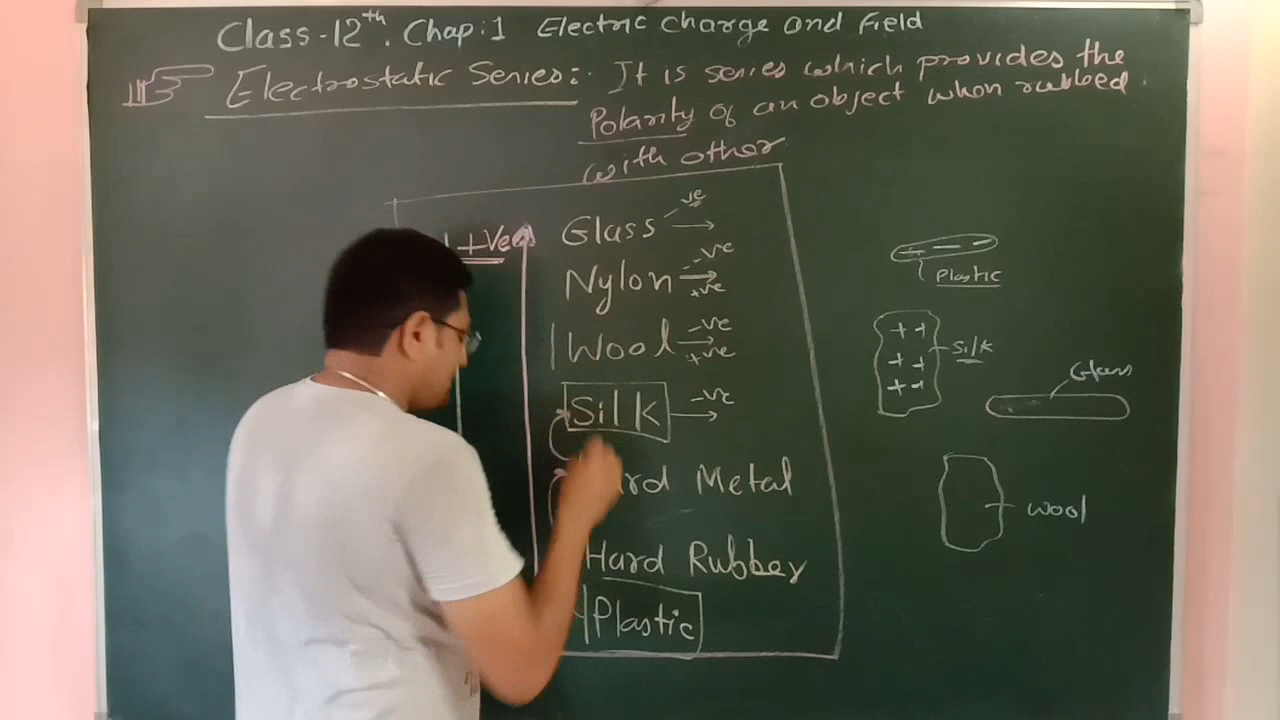 Class-12th. Chap:1 Electric Charge and Field
Electrostatic Series:. It is series which provides the
Polarity of an object when rubbed
with other
+Ve
Glass -ve
Nylon -ve
+ve
Wool -ve
+ve
Silk -ve
Metal
Hard Rubber
Plastic
- - -
Plastic
+ +
+ +
+ +
Silk
Glass
Wool